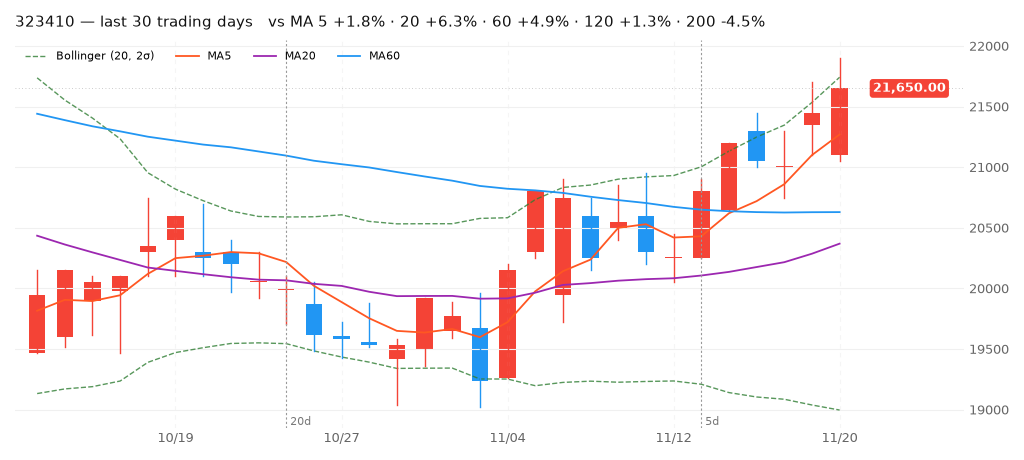 323410 — last 30 trading days   vs MA 5 +1.8% · 20 +6.3% · 60 +4.9% · 120 +1.3% · 200 -4.5%
Bollinger (20, 2σ)   MA5   MA20   MA60
22000
21,650.00
21500
21000
20500
20000
19500
19000
20d
5d
10/19   10/27   11/04   11/12   11/20